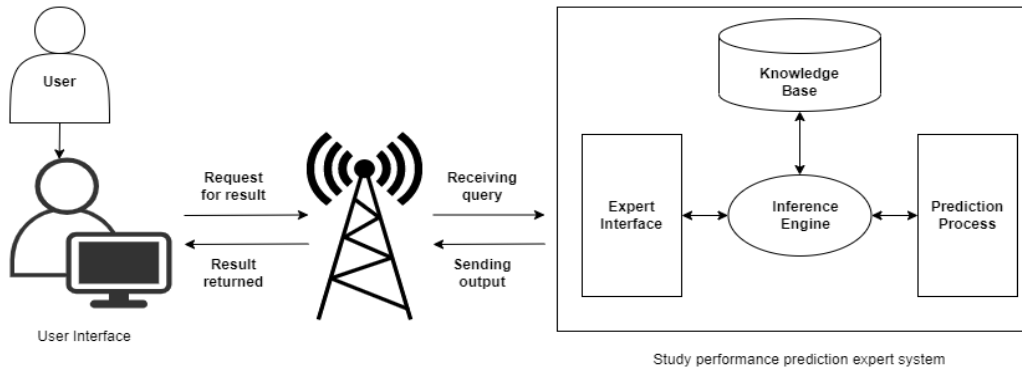 User
User Interface
Request
for result
Result
returned
Receiving
query
Sending
output
Knowledge
Base
Expert
Interface
Inference
Engine
Prediction
Process
Study performance prediction expert system